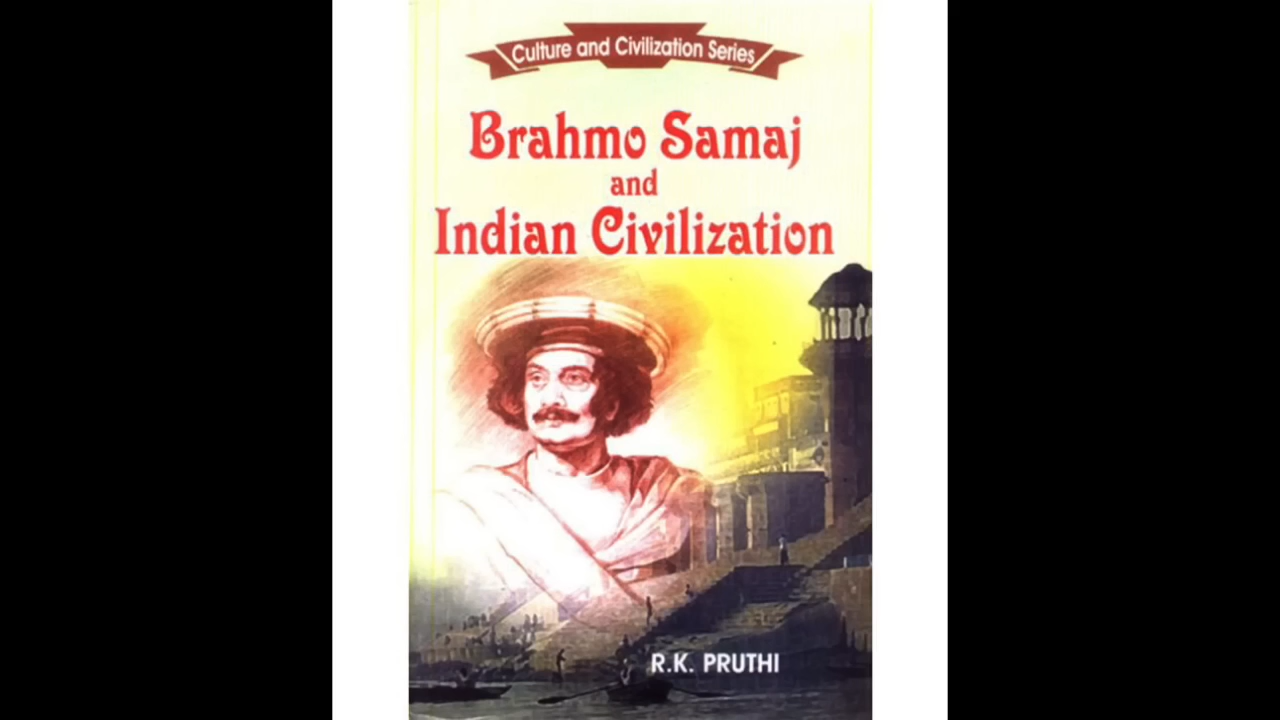 Culture and Civilization Series
Brahmo Samaj
and
Indian Civilization
R.K. PRUTHI